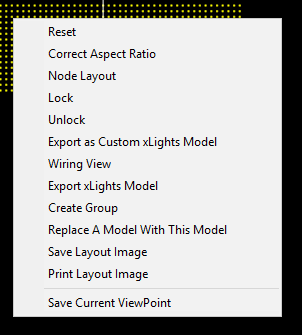 Reset
Correct Aspect Ratio
Node Layout
Lock
Unlock
Export as Custom xLights Model
Wiring View
Export xLights Model
Create Group
Replace A Model With This Model
Save Layout Image
Print Layout Image
Save Current ViewPoint